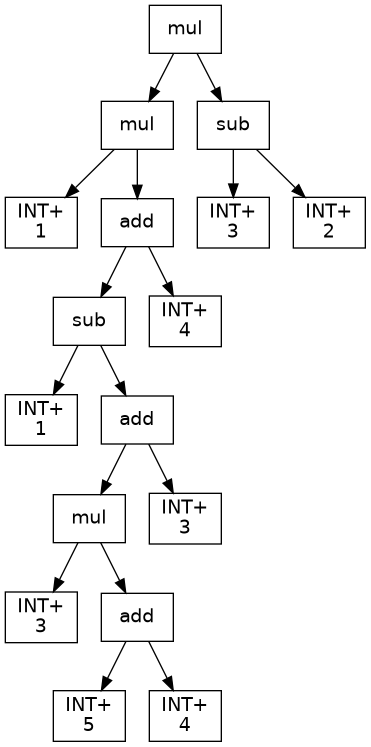 mul
mul
sub
INT+
1
add
INT+
3
INT+
2
sub
INT+
4
INT+
1
add
mul
INT+
3
INT+
3
add
INT+
5
INT+
4